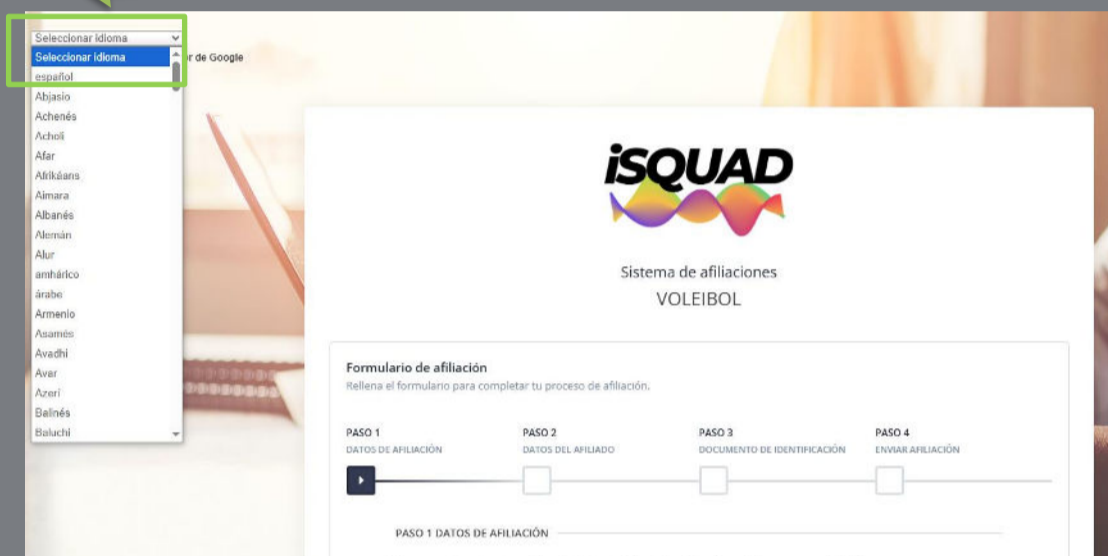 Seleccionar idioma
Seleccionar idioma
r de Google
español
Abjasio
Achenés
Acholi
Afar
Afrikáans
Aimara
Albanés
Alemán
Alur
amhárico
árabe
Armenio
Asamés
Avadhi
Avar
Azerí
Balinés
Baluchi
iSQUAD
Sistema de afiliaciones
VOLEIBOL
Formulario de afiliación
Rellena el formulario para completar tu proceso de afiliación.
PASO 1 PASO 2 PASO 3 PASO 4
DATOS DE AFILIACIÓN DATOS DEL AFILIADO DOCUMENTO DE IDENTIFICACIÓN ENVIAR AFILIACIÓN
PASO 1 DATOS DE AFILIACIÓN